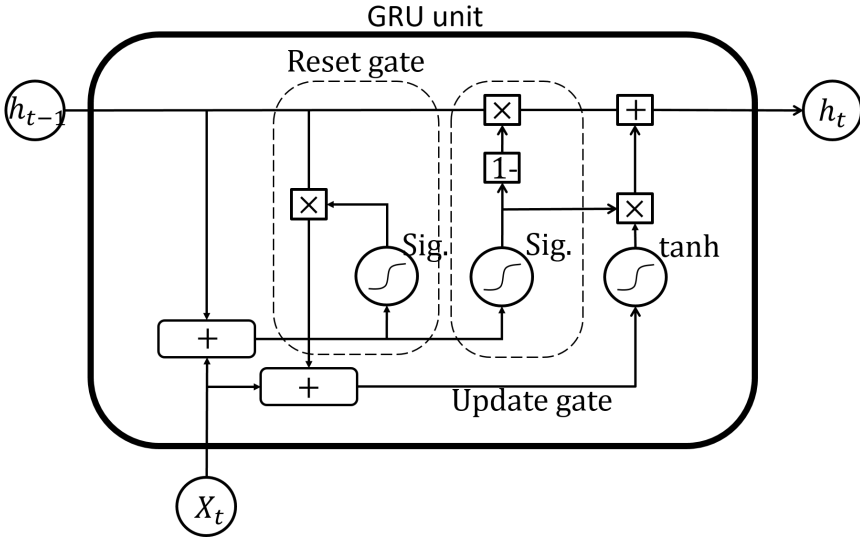 GRU unit
Reset gate
h_{t-1}
×
+
h_t
1-
×
×
Sig.
Sig.
tanh
+
+
Update gate
X_t